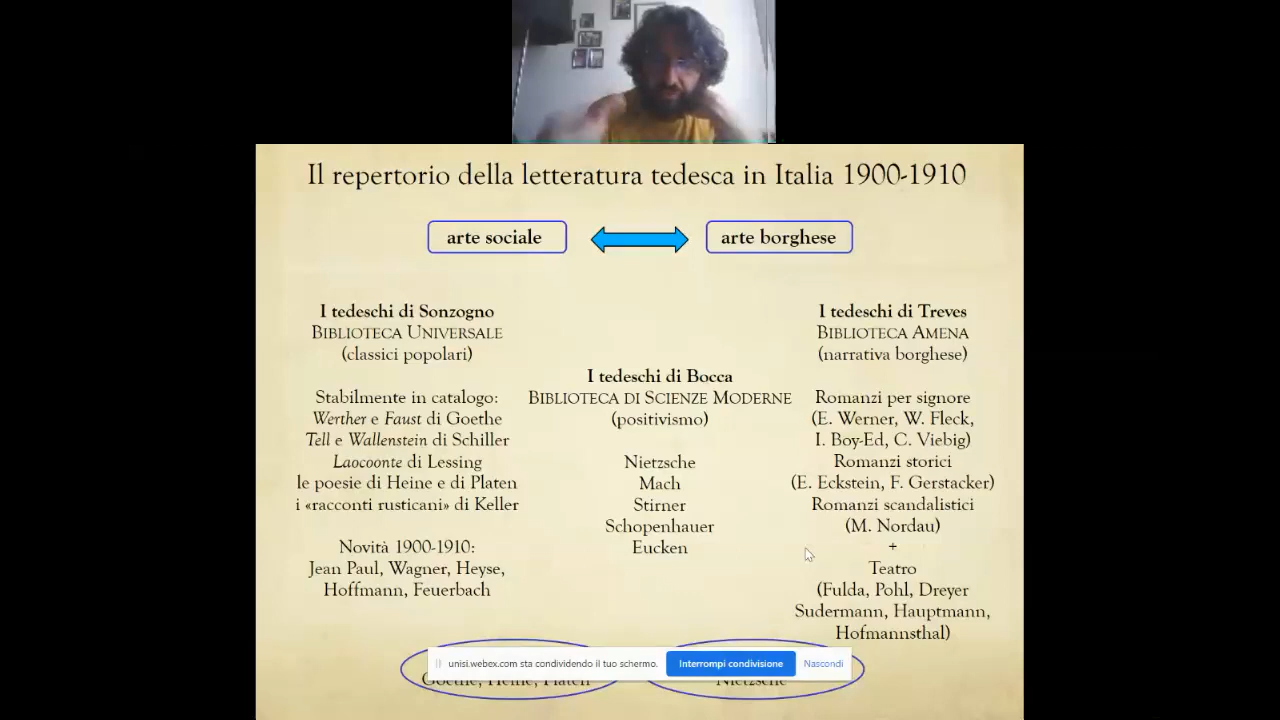 Il repertorio della letteratura tedesca in Italia 1900-1910
arte sociale
arte borghese
I tedeschi di Sonzogno
BIBLIOTECA UNIVERSALE
(classici popolari)
Stabilmente in catalogo:
Werther e Faust di Goethe
Tell e Wallenstein di Schiller
Laocoonte di Lessing
le poesie di Heine e di Platen
i «racconti rusticani» di Keller
Novità 1900-1910:
Jean Paul, Wagner, Heyse,
Hoffmann, Feuerbach
I tedeschi di Bocca
BIBLIOTECA DI SCIENZE MODERNE
(positivismo)
Nietzsche
Mach
Stirner
Schopenhauer
Eucken
I tedeschi di Treves
BIBLIOTECA AMENA
(narrativa borghese)
Romanzi per signore
(E. Werner, W. Fleck,
I. Boy-Ed, C. Viebig)
Romanzi storici
(E. Eckstein, F. Gerstacker)
Romanzi scandalistici
(M. Nordau)
+
Teatro
(Fulda, Pohl, Dreyer
Sudermann, Hauptmann,
Hofmannsthal)
unisi.webex.com sta condividendo il tuo schermo.
Interrompi condivisione
Nascondi
Goethe, Heine, Platen
Nietzsche